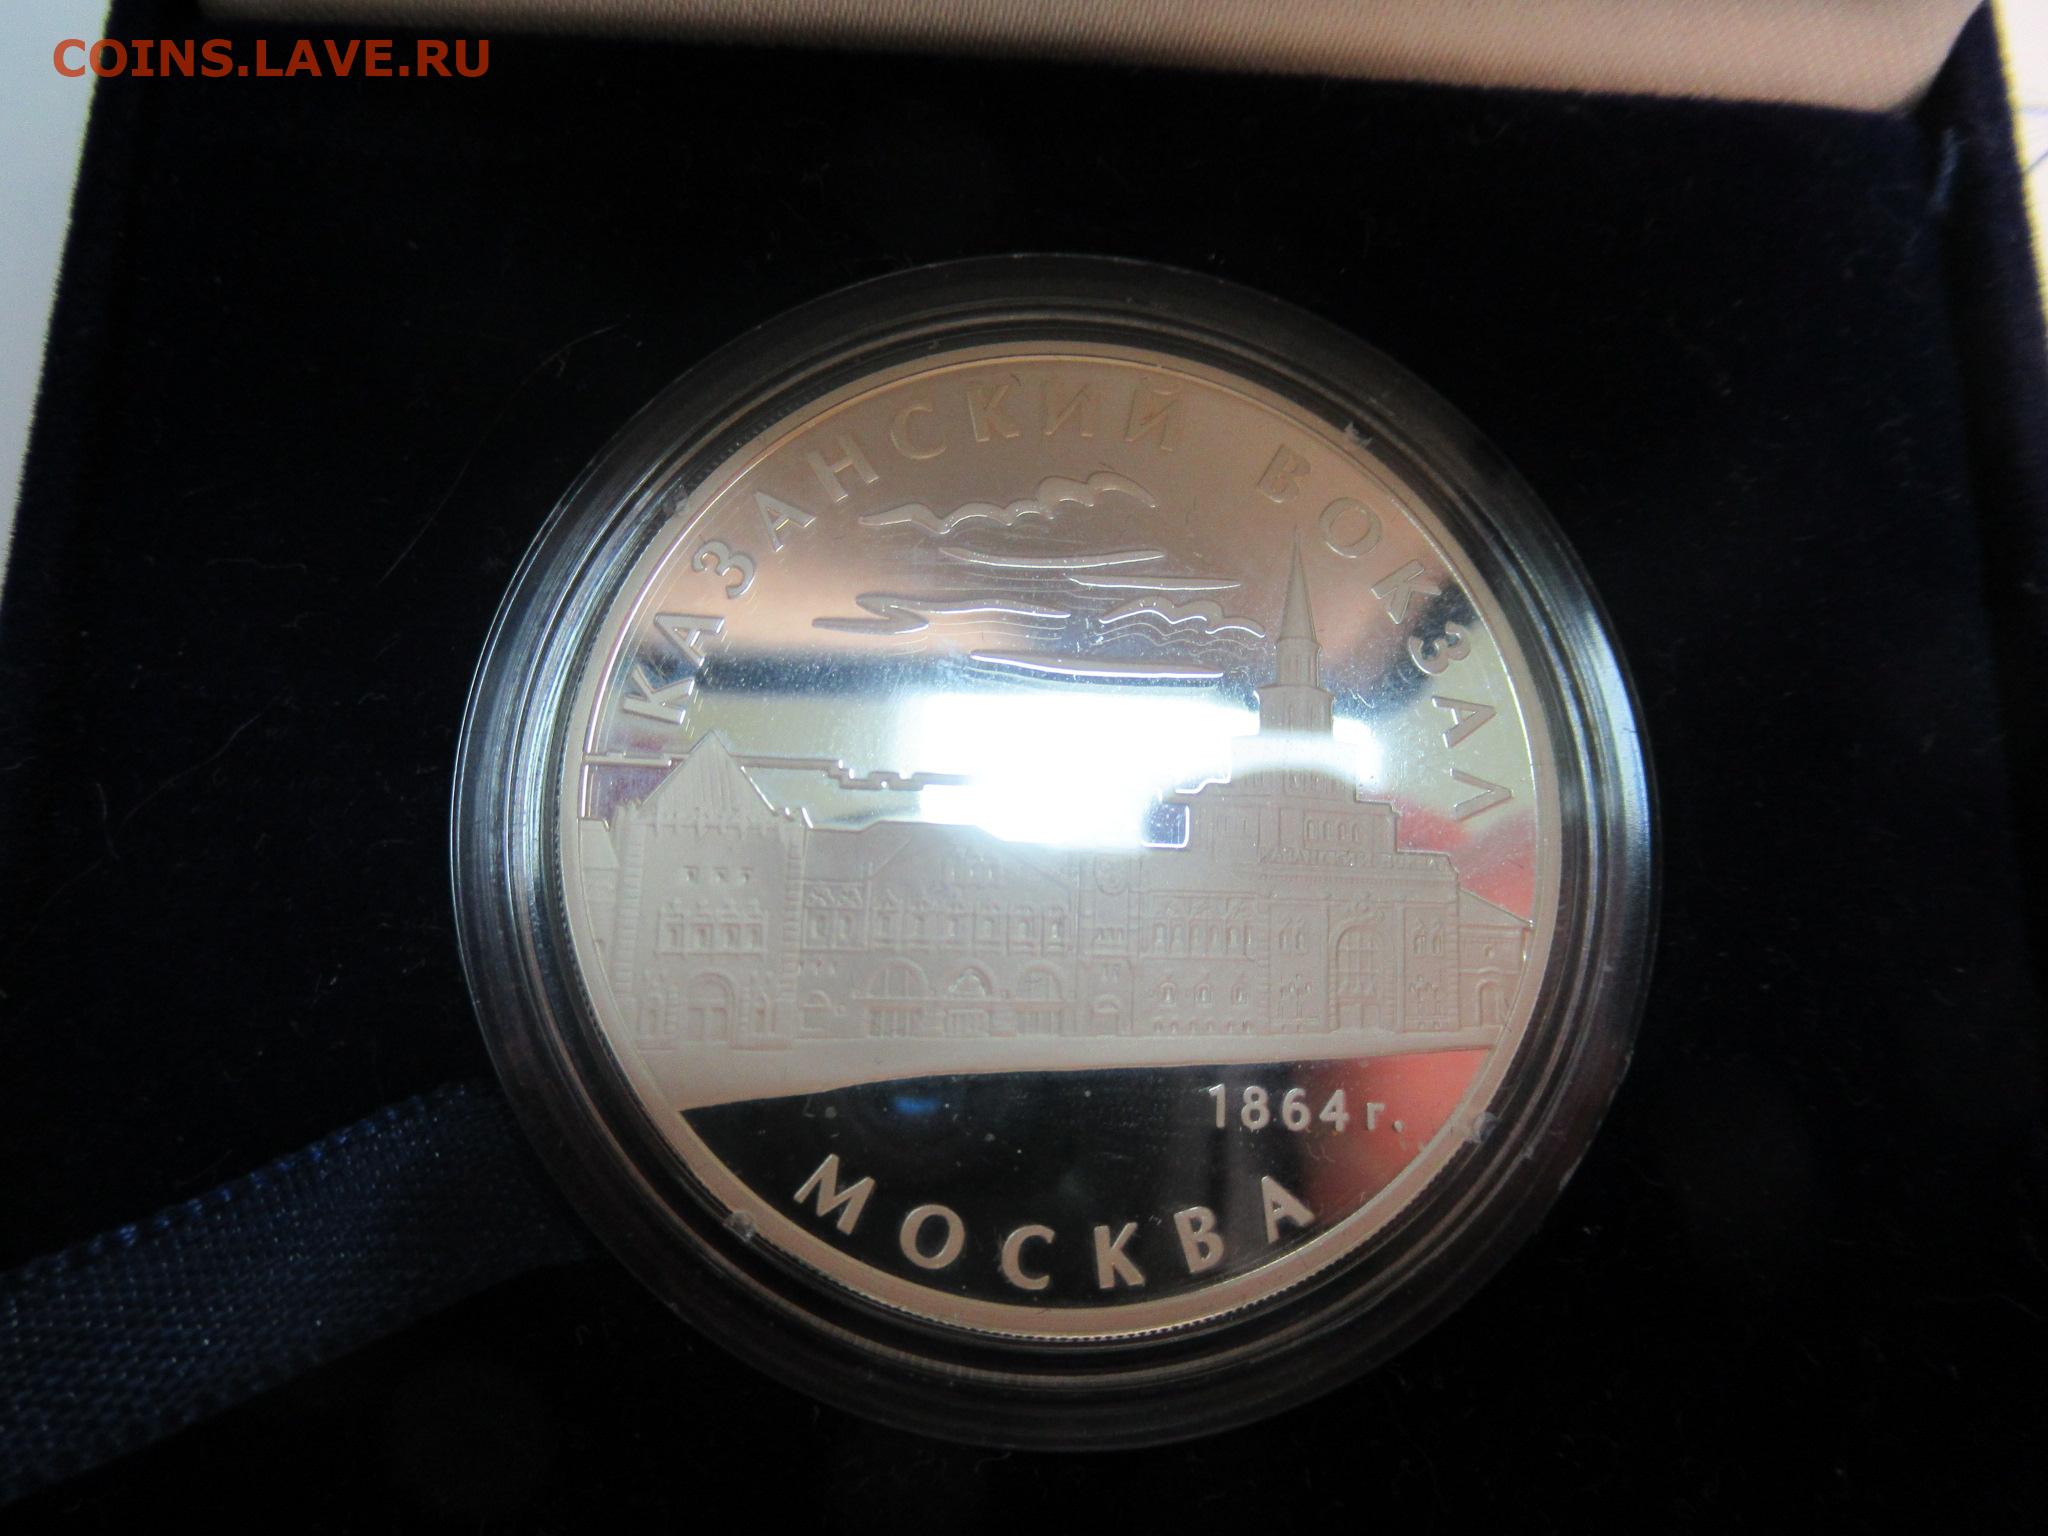 COINS.LAVE.RU
КАЗАНСКИЙ ВОКЗАЛ
1864 г.
МОСКВА